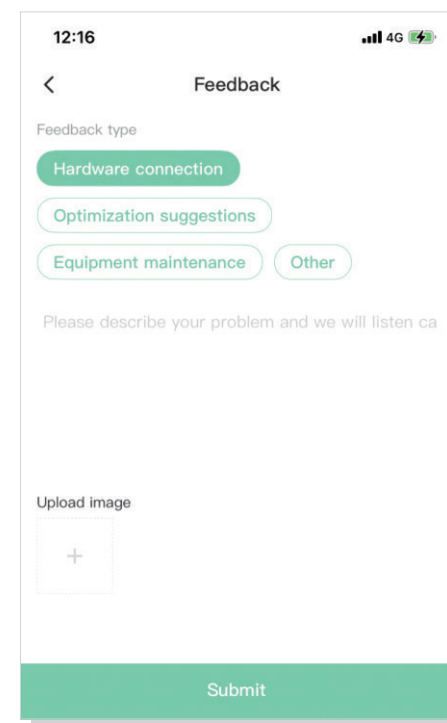 12:16 4G
Feedback
Feedback type
Hardware connection
Optimization suggestions
Equipment maintenance Other
Please describe your problem and we will listen ca
Upload image
+
Submit